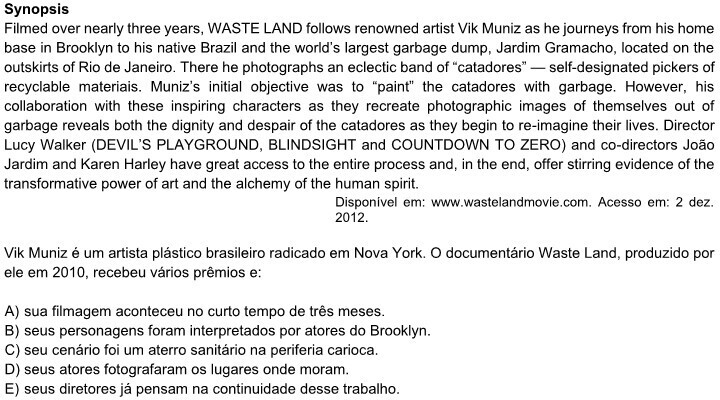 Synopsis
Filmed over nearly three years, WASTE LAND follows renowned artist Vik Muniz as he journeys from his home
base in Brooklyn to his native Brazil and the world's largest garbage dump, Jardim Gramacho, located on the
outskirts of Rio de Janeiro. There he photographs an eclectic band of “catadores” — self-designated pickers of
recyclable materiais. Muniz's initial objective was to “paint” the catadores with garbage. However, his
collaboration with these inspiring characters as they recreate photographic images of themselves out of
garbage reveals both the dignity and despair of the catadores as they begin to re-imagine their lives. Director
Lucy Walker (DEVIL'S PLAYGROUND, BLINDSIGHT and COUNTDOWN TO ZERO) and co-directors João
Jardim and Karen Harley have great access to the entire process and, in the end, offer stirring evidence of the
transformative power of art and the alchemy of the human spirit.
Disponível em: www.wastelandmovie.com. Acesso em: 2 dez.
2012.
Vik Muniz é um artista plástico brasileiro radicado em Nova York. O documentário Waste Land, produzido por
ele em 2010, recebeu vários prêmios e:
A) sua filmagem aconteceu no curto tempo de três meses.
B) seus personagens foram interpretados por atores do Brooklyn.
C) seu cenário foi um aterro sanitário na periferia carioca.
D) seus atores fotografaram os lugares onde moram.
E) seus diretores já pensam na continuidade desse trabalho.